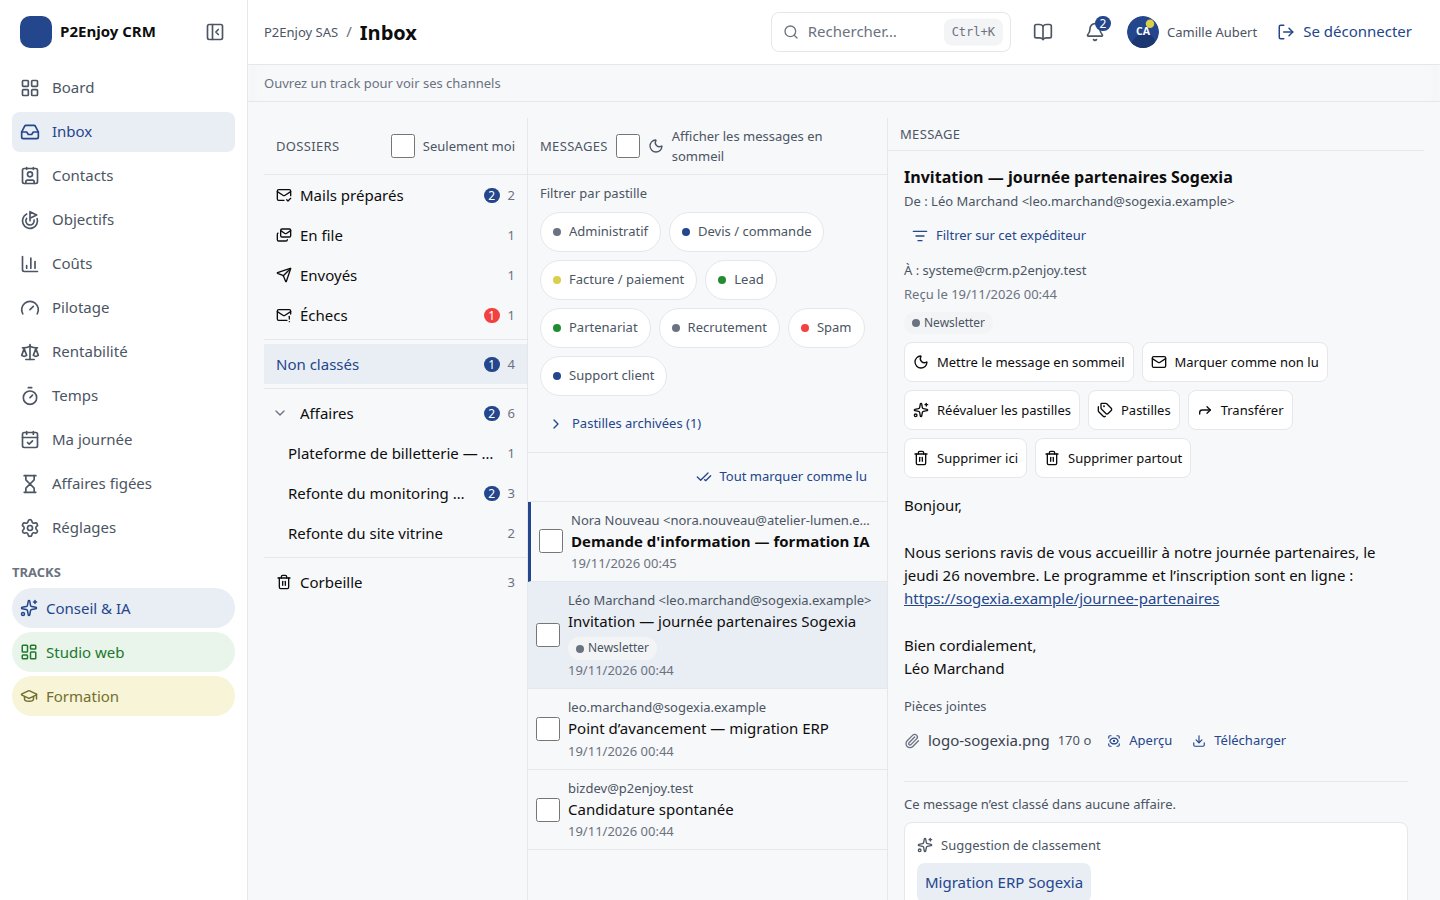 P2Enjoy CRM
Board
Inbox
Contacts
Objectifs
Coûts
Pilotage
Rentabilité
Temps
Ma journée
Affaires figées
Réglages
TRACKS
Conseil & IA
Studio web
Formation
P2Enjoy SAS / Inbox
Rechercher... Ctrl+K
2
CA Camille Aubert
Se déconnecter
Ouvrez un track pour voir ses channels
DOSSIERS
Seulement moi
Mails préparés 2 2
En file 1
Envoyés 1
Échecs 1 1
Non classés 1 4
Affaires 2 6
Plateforme de billetterie — ... 1
Refonte du monitoring ... 2 3
Refonte du site vitrine 2
Corbeille 3
MESSAGES
Afficher les messages en
sommeil
Filtrer par pastille
Administratif
Devis / commande
Facture / paiement
Lead
Partenariat
Recrutement
Spam
Support client
Pastilles archivées (1)
Tout marquer comme lu
Nora Nouveau <nora.nouveau@atelier-lumen.e...
Demande d'information — formation IA
19/11/2026 00:45
Léo Marchand <leo.marchand@sogexia.example>
Invitation — journée partenaires Sogexia
Newsletter
19/11/2026 00:44
leo.marchand@sogexia.example
Point d’avancement — migration ERP
19/11/2026 00:44
bizdev@p2enjoy.test
Candidature spontanée
19/11/2026 00:44
MESSAGE
Invitation — journée partenaires Sogexia
De : Léo Marchand <leo.marchand@sogexia.example>
Filtrer sur cet expéditeur
À : systeme@crm.p2enjoy.test
Reçu le 19/11/2026 00:44
Newsletter
Mettre le message en sommeil
Marquer comme non lu
Réévaluer les pastilles
Pastilles
Transférer
Supprimer ici
Supprimer partout
Bonjour,
Nous serions ravis de vous accueillir à notre journée partenaires, le
jeudi 26 novembre. Le programme et l’inscription sont en ligne :
https://sogexia.example/journee-partenaires
Bien cordialement,
Léo Marchand
Pièces jointes
logo-sogexia.png 170 o Aperçu Télécharger
Ce message n’est classé dans aucune affaire.
Suggestion de classement
Migration ERP Sogexia